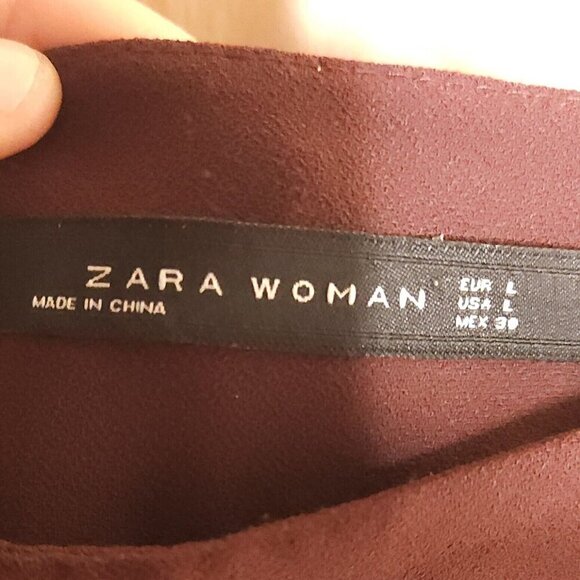 ZARA WOMAN
MADE IN CHINA
EUR L
USA L
MEX 30